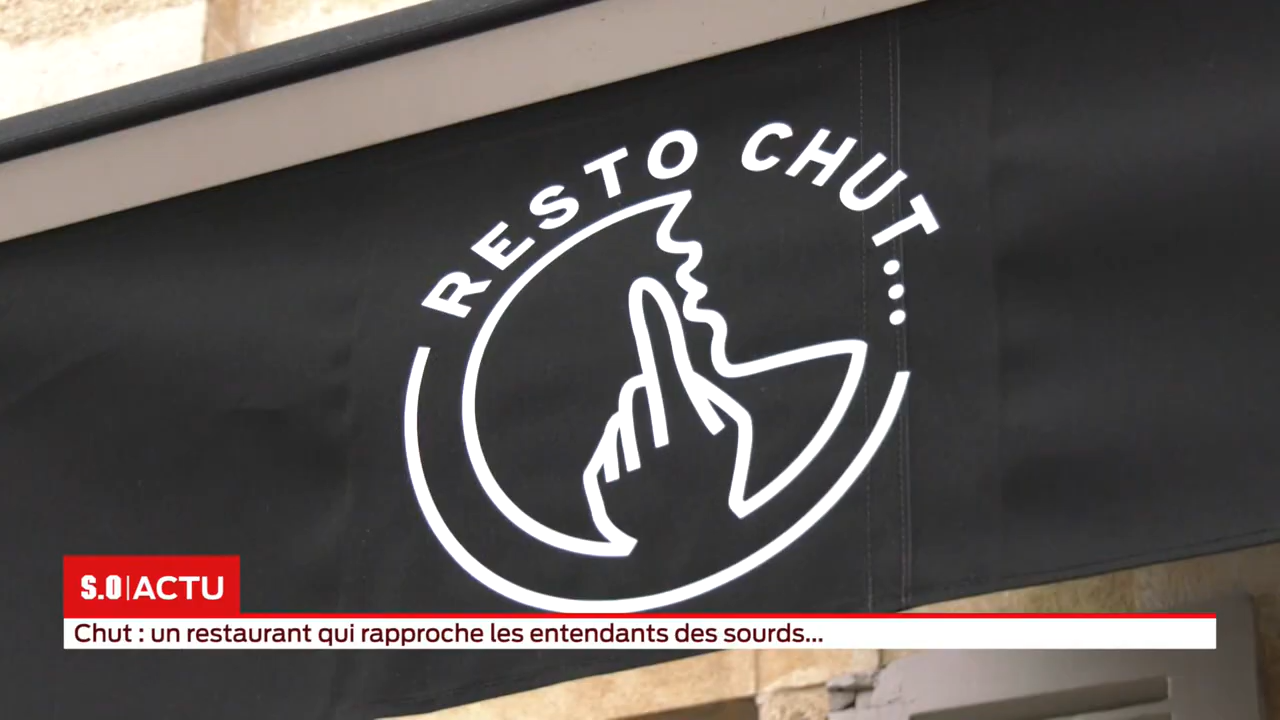 RESTO CHUT...
S.O|ACTU
Chut : un restaurant qui rapproche les entendants des sourds...